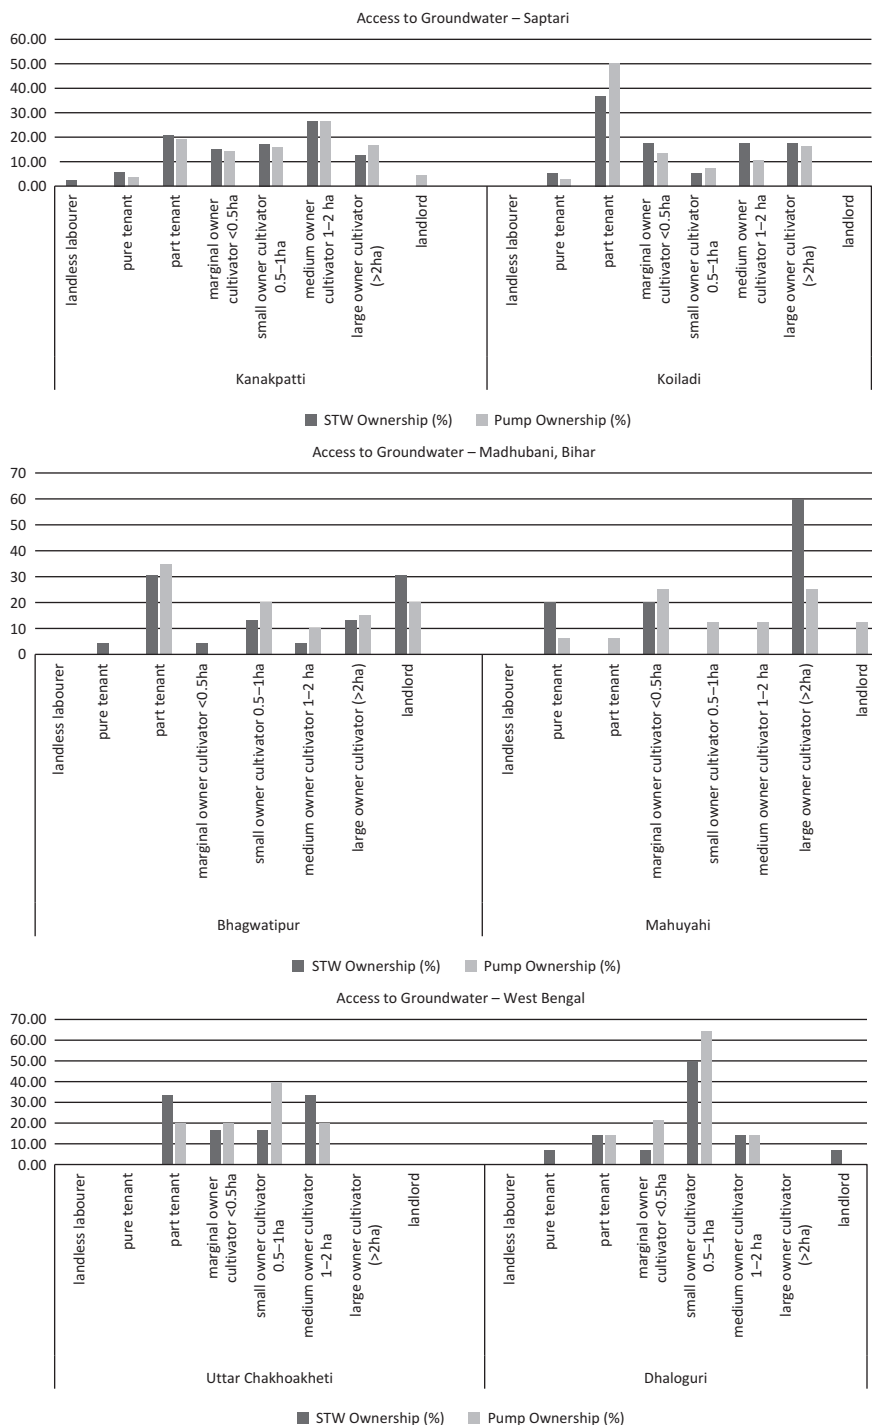 Access to Groundwater – Saptari
60.00
50.00
40.00
30.00
20.00
10.00
0.00
landless labourer
pure tenant
part tenant
marginal owner
cultivator <0.5ha
small owner cultivator
0.5–1ha
medium owner
cultivator 1–2 ha
large owner cultivator
(>2ha)
landlord
landless labourer
pure tenant
part tenant
marginal owner
cultivator <0.5ha
small owner cultivator
0.5–1ha
medium owner
cultivator 1–2 ha
large owner cultivator
(>2ha)
landlord
Kanakpatti
Koiladi
STW Ownership (%)
Pump Ownership (%)
Access to Groundwater – Madhubani, Bihar
70
60
50
40
30
20
10
0
landless labourer
pure tenant
part tenant
marginal owner cultivator <0.5ha
small owner cultivator 0.5–1ha
medium owner cultivator 1–2 ha
large owner cultivator (>2ha)
landlord
landless labourer
pure tenant
part tenant
marginal owner cultivator <0.5ha
small owner cultivator 0.5–1ha
medium owner cultivator 1–2 ha
large owner cultivator (>2ha)
landlord
Bhagwatipur
Mahuyahi
STW Ownership (%)
Pump Ownership (%)
Access to Groundwater – West Bengal
70.00
60.00
50.00
40.00
30.00
20.00
10.00
0.00
landless labourer
pure tenant
part tenant
marginal owner
cultivator <0.5ha
small owner cultivator
0.5–1ha
medium owner cultivator
1–2 ha
large owner cultivator
(>2ha)
landlord
landless labourer
pure tenant
part tenant
marginal owner
cultivator <0.5ha
small owner cultivator
0.5–1ha
medium owner cultivator
1–2 ha
large owner cultivator
(>2ha)
landlord
Uttar Chakhoakheti
Dhaloguri
STW Ownership (%)
Pump Ownership (%)